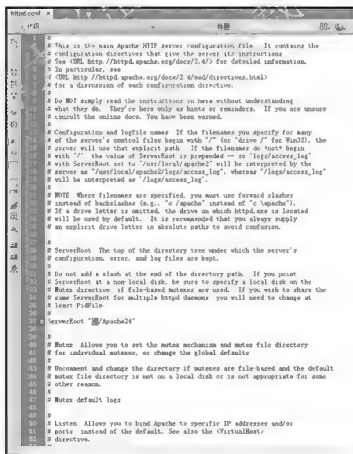 httpd.conf ×
代码
标题
# This is the main Apache HTTP server configuration file. It contains the
# configuration directives that give the server its instructions
# See <URL http://httpd.apache.org/docs/2.4/> for detailed information.
# In particular, see
# <URL http://httpd.apache.org/docs/2.4/mod/directives.html>
# for a discussion of each configuration directive.
#
# Do NOT simply read the instructions in here without understanding
# what they do. They're here only as hints or reminders. If you are unsure
# consult the online docs. You have been warned.
#
# Configuration and logfile names If the filenames you specify for many
# of the server's control files begin with "/" (or "drive /" for Win32), the
# server will use that explicit path If the filenames do *not* begin
# with "/" the value of ServerRoot is prepended -- so "logs/access_log"
# with ServerRoot set to "/usr/local/apache2" will be interpreted by the
# server as "/usr/local/apache2/logs/access_log", whereas "/logs/access_log"
# will be interpreted as '/logs/access_log'.
#
# NOTE Where filenames are specified, you must use forward slashes
# instead of backslashes (e.g., "c /apache" instead of "c \apache").
# If a drive letter is omitted, the drive on which httpd.exe is located
# will be used by default. It is recommended that you always supply
# an explicit drive letter in absolute paths to avoid confusion.
#
# ServerRoot The top of the directory tree under which the server's
# configuration, error, and log files are kept.
#
# Do not add a slash at the end of the directory path. If you point
# ServerRoot at a non-local disk, be sure to specify a local disk on the
# Mutex directive, if file-based mutexes are used. If you wish to share the
# same ServerRoot for multiple httpd daemons you will need to change at
# least PidFile
#
37 ServerRoot "/Apache24"
#
# Mutex Allows you to set the mutex mechanism and mutex file directory
# for individual mutexes, or change the global defaults
#
# Uncomment and change the directory if mutexes are file-based and the default
# mutex file directory is not on a local disk or is not appropriate for some
# other reason.
#
# Mutex default logs
#
# Listen Allows you to bind Apache to specific IP addresses and/or
# ports instead of the default. See also the <VirtualHost>
# directive.